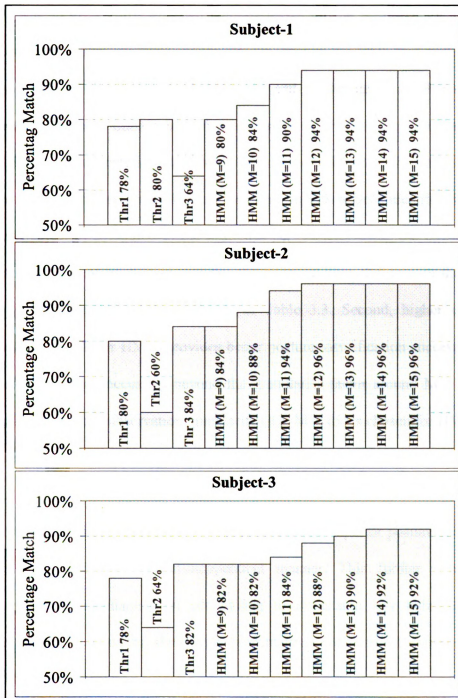 Subject-1
Percentag Match
100%
90%
80%
70%
60%
50%
Thr1 78%
Thr2 80%
Thr3 64%
HMM (M=9) 80%
HMM (M=10) 84%
HMM (M=11) 90%
HMM (M=12) 94%
HMM (M=13) 94%
HMM (M=14) 94%
HMM (M=15) 94%
Subject-2
Percentage Match
100%
90%
80%
70%
60%
50%
Thr1 80%
Thr2 60%
Thr 3 84%
HMM (M=9) 84%
HMM (M=10) 88%
HMM (M=11) 94%
HMM (M=12) 96%
HMM (M=13) 96%
HMM (M=14) 96%
HMM (M=15) 96%
Subject-3
Percentage Match
100%
90%
80%
70%
60%
50%
Thr1 78%
Thr2 64%
Thr3 82%
HMM (M=9) 82%
HMM (M=10) 82%
HMM (M=11) 84%
HMM (M=12) 88%
HMM (M=13) 90%
HMM (M=14) 92%
HMM (M=15) 92%